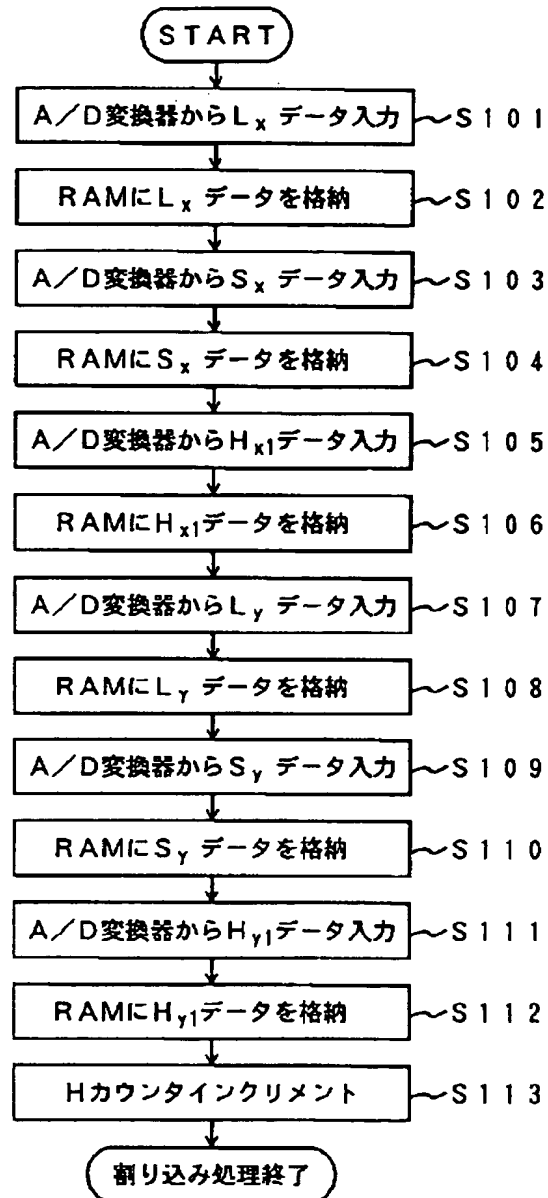 START
A/D変換器からLx データ入力 〜S101
RAMにLx データを格納 〜S102
A/D変換器からSx データ入力 〜S103
RAMにSx データを格納 〜S104
A/D変換器からHx1データ入力 〜S105
RAMにHx1データを格納 〜S106
A/D変換器からLy データ入力 〜S107
RAMにLy データを格納 〜S108
A/D変換器からSy データ入力 〜S109
RAMにSy データを格納 〜S110
A/D変換器からHy1データ入力 〜S111
RAMにHy1データを格納 〜S112
Hカウンタインクリメント 〜S113
割り込み処理終了